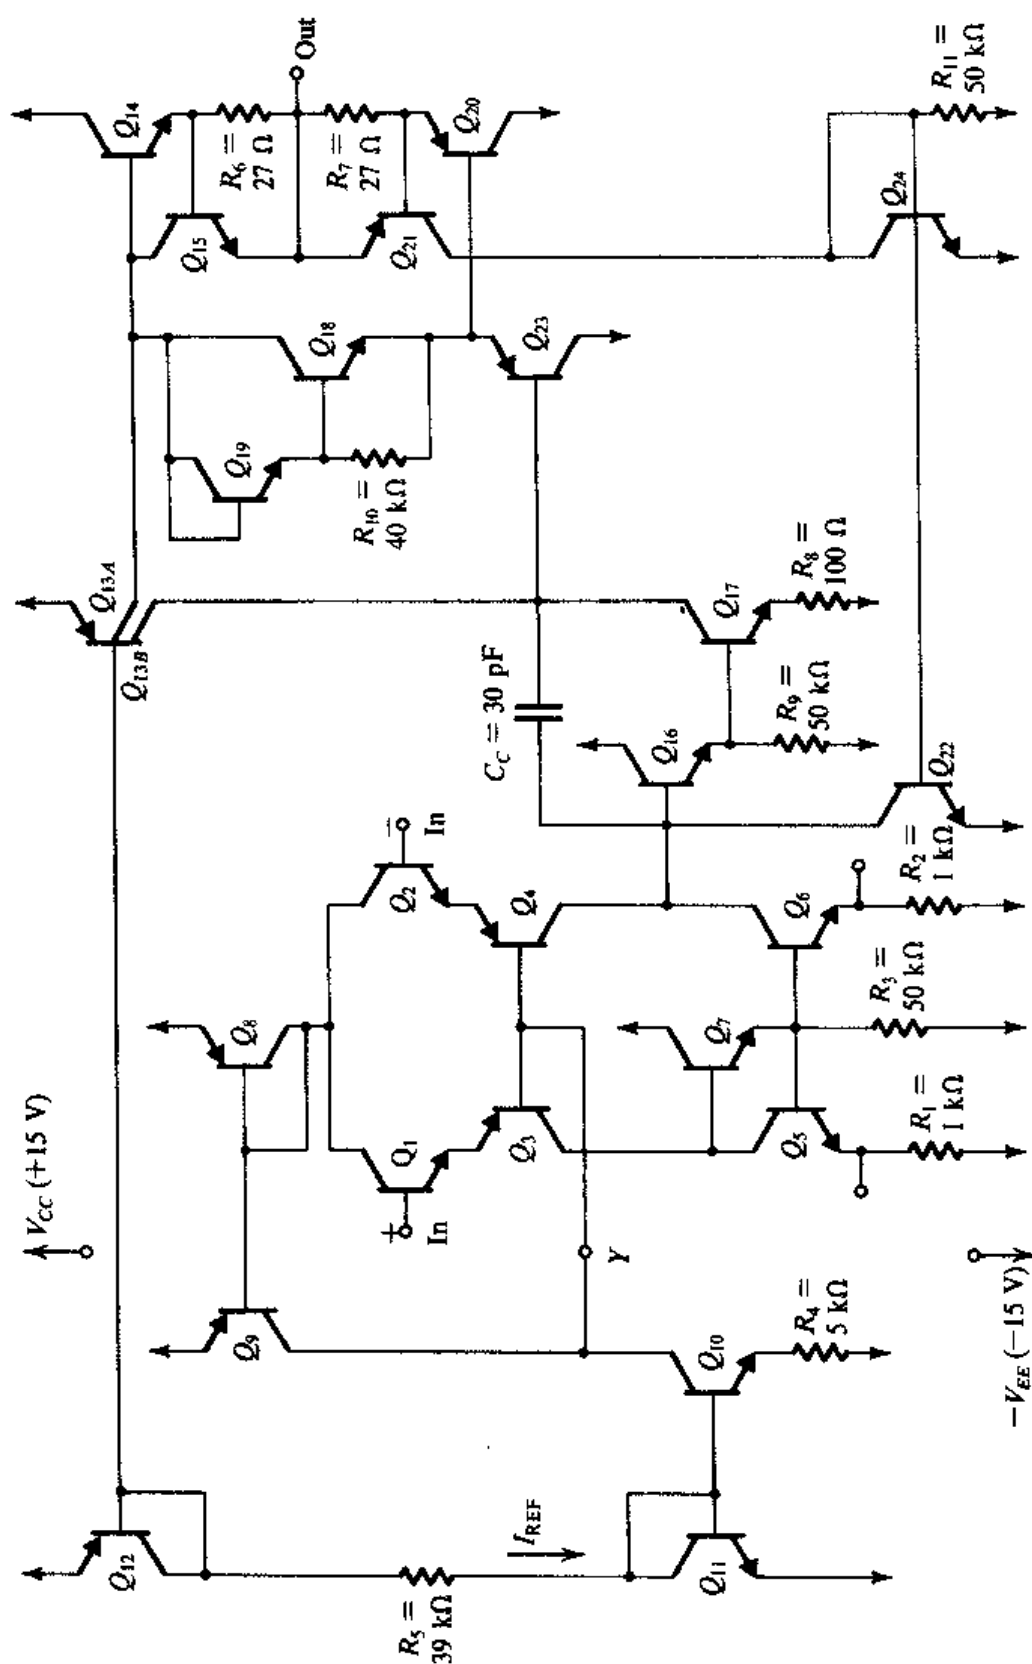 V_CC (+15 V)
Q_12
Q_9
Q_8
Q_13B
Q_13A
Q_14
Q_15
R_6 =
27 Ω
Out
R_7 =
27 Ω
Q_21
Q_20
Q_19
Q_18
R_10 =
40 kΩ
Q_23
+
In
Q_1
Q_2
−
In
Q_3
Q_4
C_C = 30 pF
R_5 =
39 kΩ
I_REF
Y
Q_16
Q_17
Q_11
Q_10
Q_7
Q_5
Q_6
R_9 =
50 kΩ
R_8 =
100 Ω
Q_22
Q_24
R_4 =
5 kΩ
R_1 =
1 kΩ
R_3 =
50 kΩ
R_2 =
1 kΩ
R_11 =
50 kΩ
−V_EE (−15 V)